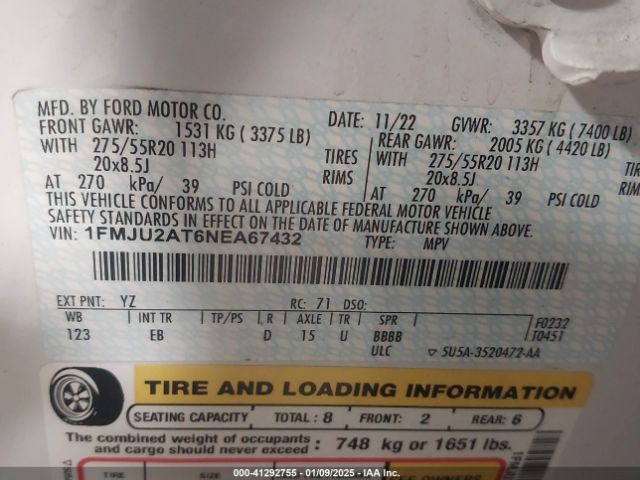 MFD. BY FORD MOTOR CO.
DATE: 11/22 GVWR: 3357 KG (7400 LB)
FRONT GAWR: 1531 KG (3375 LB)
REAR GAWR: 2005 KG (4420 LB)
WITH 275/55R20 113H TIRES WITH 275/55R20 113H
20x8.5J RIMS 20x8.5J
AT 270 kPa/ 39 PSI COLD AT 270 kPa/ 39 PSI COLD
THIS VEHICLE CONFORMS TO ALL APPLICABLE FEDERAL MOTOR VEHICLE
SAFETY STANDARDS IN EFFECT ON THE DATE OF MANUFACTURE SHOWN ABOVE.
VIN: 1FMJU2AT6NEA67432 TYPE: MPV
EXT PNT: YZ RC: 71 DSO:
WB INT TR TP/PS R AXLE TR SPR F0232
123 EB D 15 U BBBB T0451
ULC 5U5A-3520472-AA
TIRE AND LOADING INFORMATION
SEATING CAPACITY TOTAL: 8 FRONT: 2 REAR: 6
The combined weight of occupants
and cargo should never exceed : 748 kg or 1651 lbs.
TIRE SIZE OWNER'S
00000 - 41292755 - 01/09/2025 - IAA Inc.